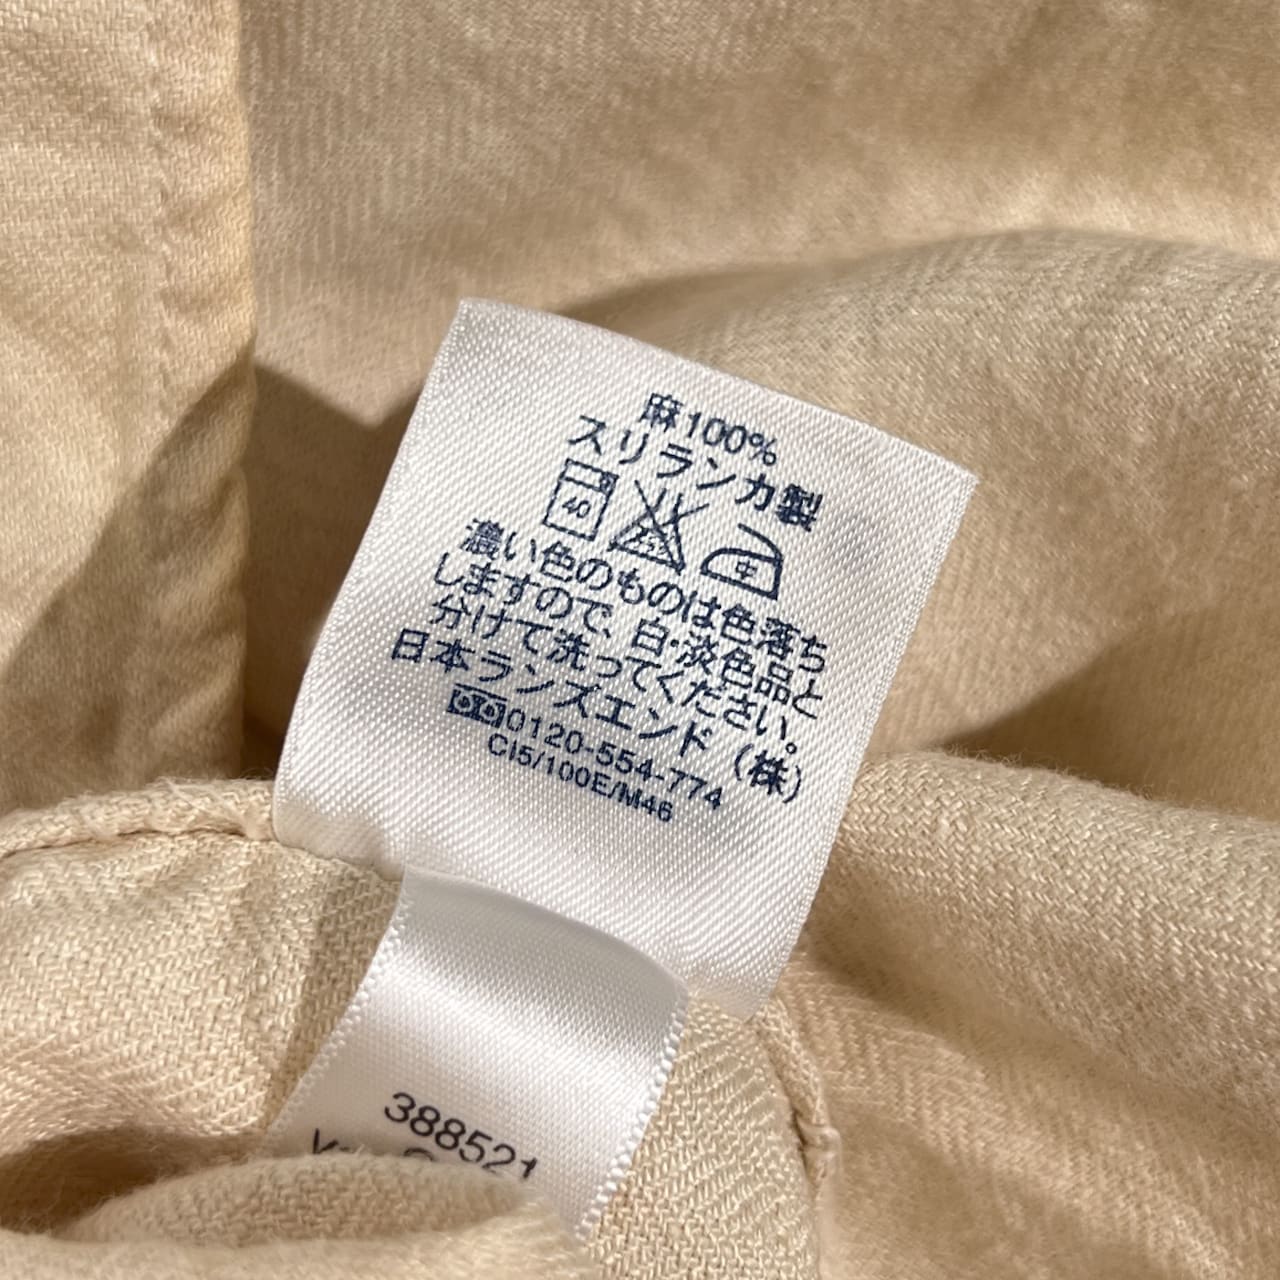 麻100%
スリランカ製
40 中
濃い色のものは色落ち
しますので、白・淡色品と
分けて洗ってください。
日本ランズエンド(株)
0120-554-774
CI5/100E/M46
388521